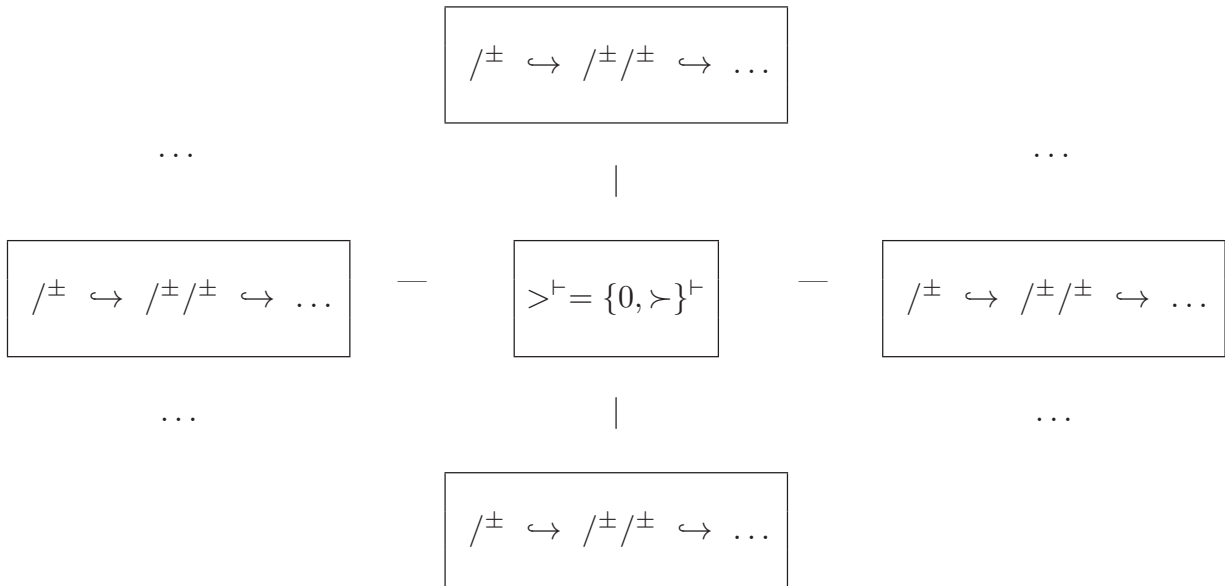 /± ↪ /±/± ↪ …
… …
|
/± ↪ /±/± ↪ … — >⊢ = {0, ≻}⊢ — /± ↪ /±/± ↪ …
… | …
/± ↪ /±/± ↪ …